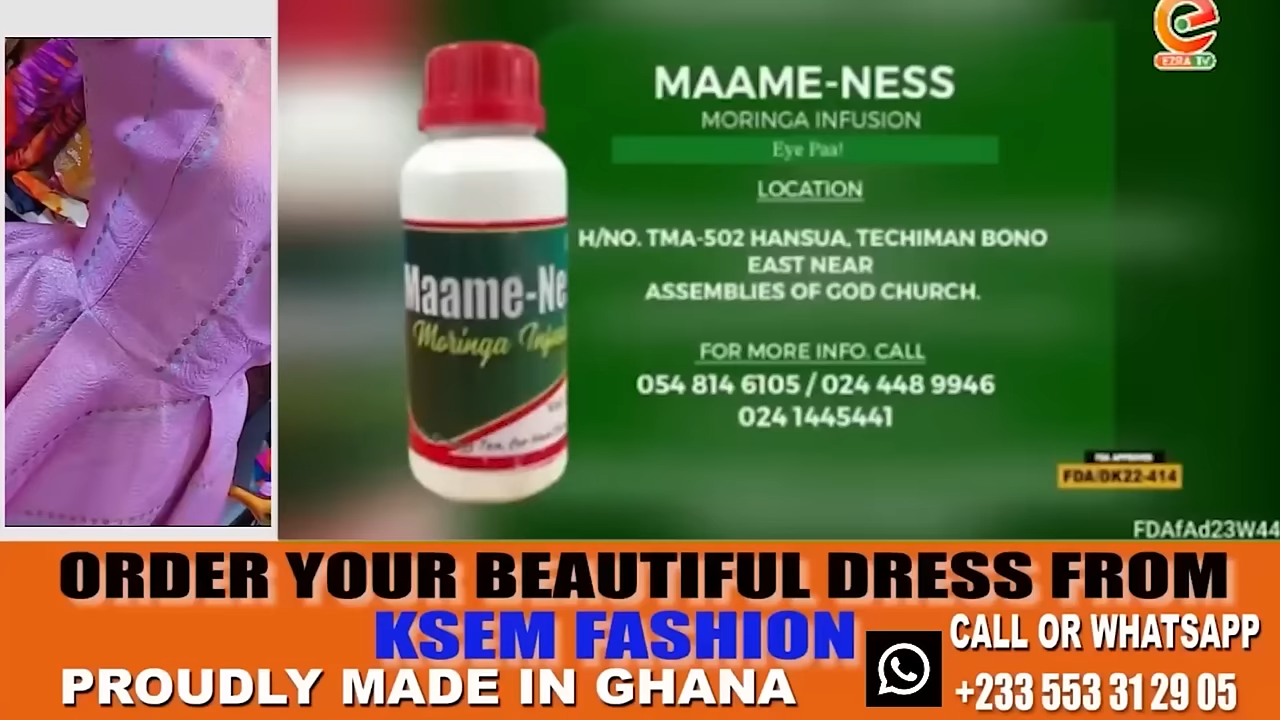 EZRA TV
MAAME-NESS
MORINGA INFUSION
Eye Paa!
LOCATION
H/NO. TMA-502 HANSUA, TECHIMAN BONO
EAST NEAR
ASSEMBLIES OF GOD CHURCH.
FOR MORE INFO. CALL
054 814 6105 / 024 448 9946
024 1445441
Maame-Ne
Moringa
FDA APPROVED
FDA/DK22-414
FDAfAd23W44
ORDER YOUR BEAUTIFUL DRESS FROM
KSEM FASHION
PROUDLY MADE IN GHANA
CALL OR WHATSAPP
+233 553 31 29 05